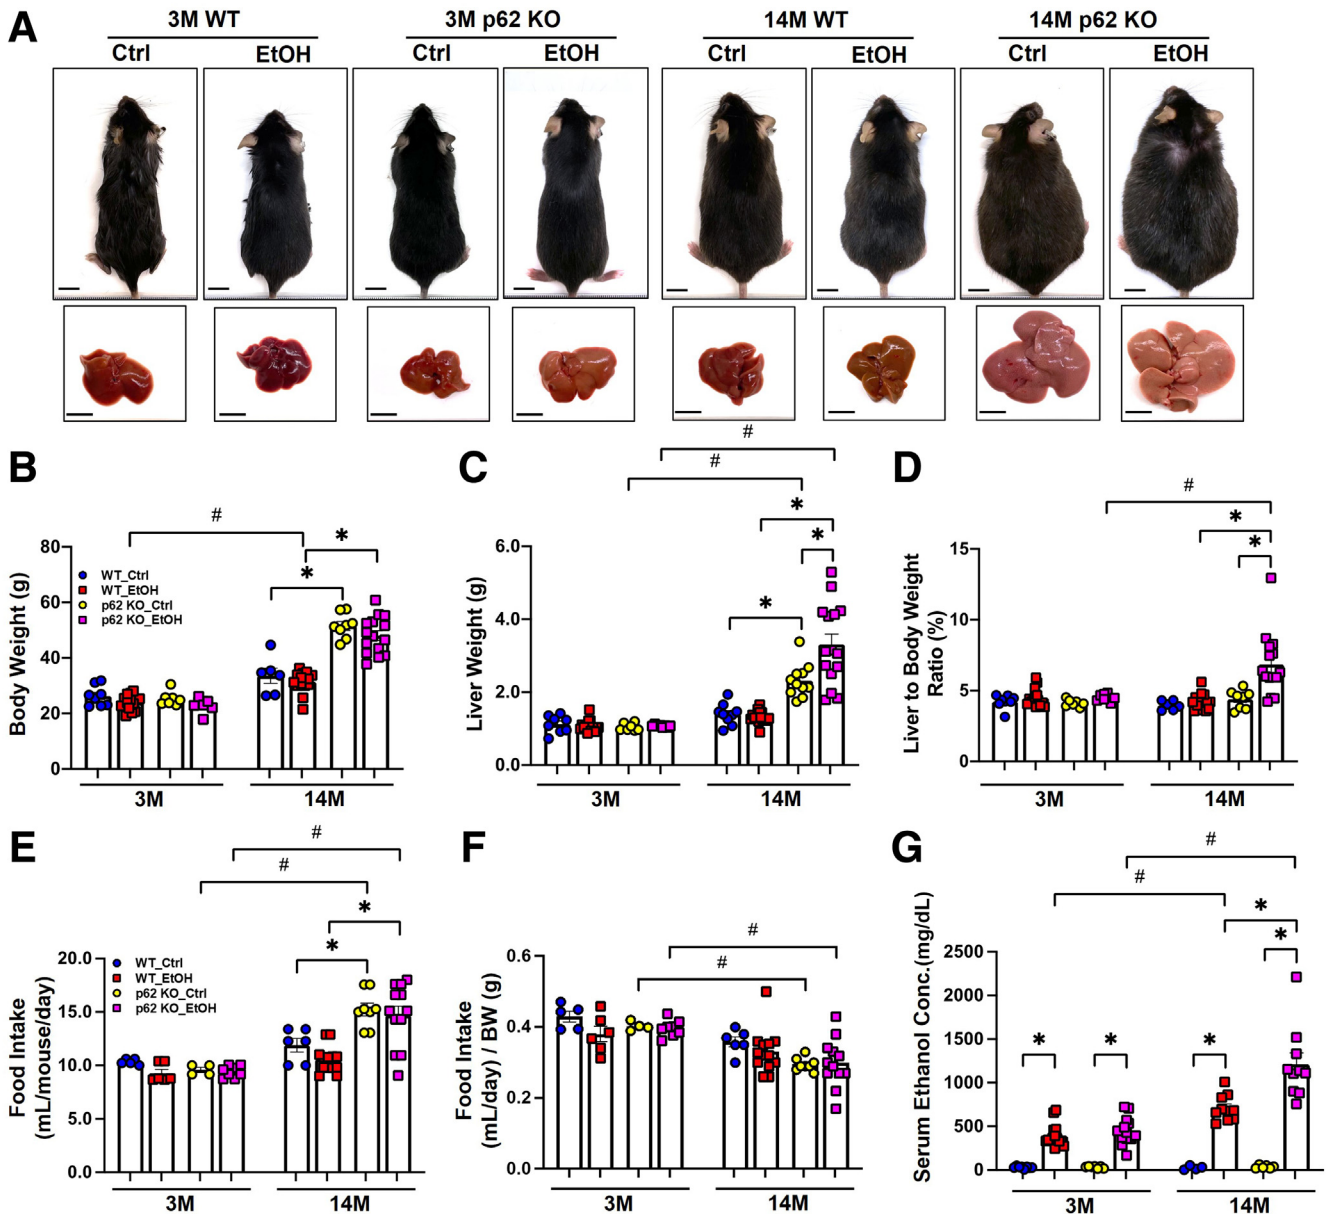 A
3M WT
3M p62 KO
14M WT
14M p62 KO
Ctrl
EtOH
Ctrl
EtOH
Ctrl
EtOH
Ctrl
EtOH
B
#
*
*
Body Weight (g)
80
60
40
20
0
WT_Ctrl
WT_EtOH
p62 KO_Ctrl
p62 KO_EtOH
3M
14M
C
#
#
*
*
*
Liver Weight (g)
6.0
4.0
2.0
0.0
3M
14M
D
#
*
*
Liver to Body Weight
Ratio (%)
15
10
5
0
3M
14M
E
#
#
*
*
Food Intake
(mL/mouse/day)
20.0
15.0
10.0
5.0
0.0
WT_Ctrl
WT_EtOH
p62 KO_Ctrl
p62 KO_EtOH
3M
14M
F
#
#
Food Intake
(mL/day) / BW (g)
0.6
0.4
0.2
0.0
3M
14M
G
#
#
*
*
*
*
*
Serum Ethanol Conc.(mg/dL)
2500
2000
1500
1000
500
0
3M
14M